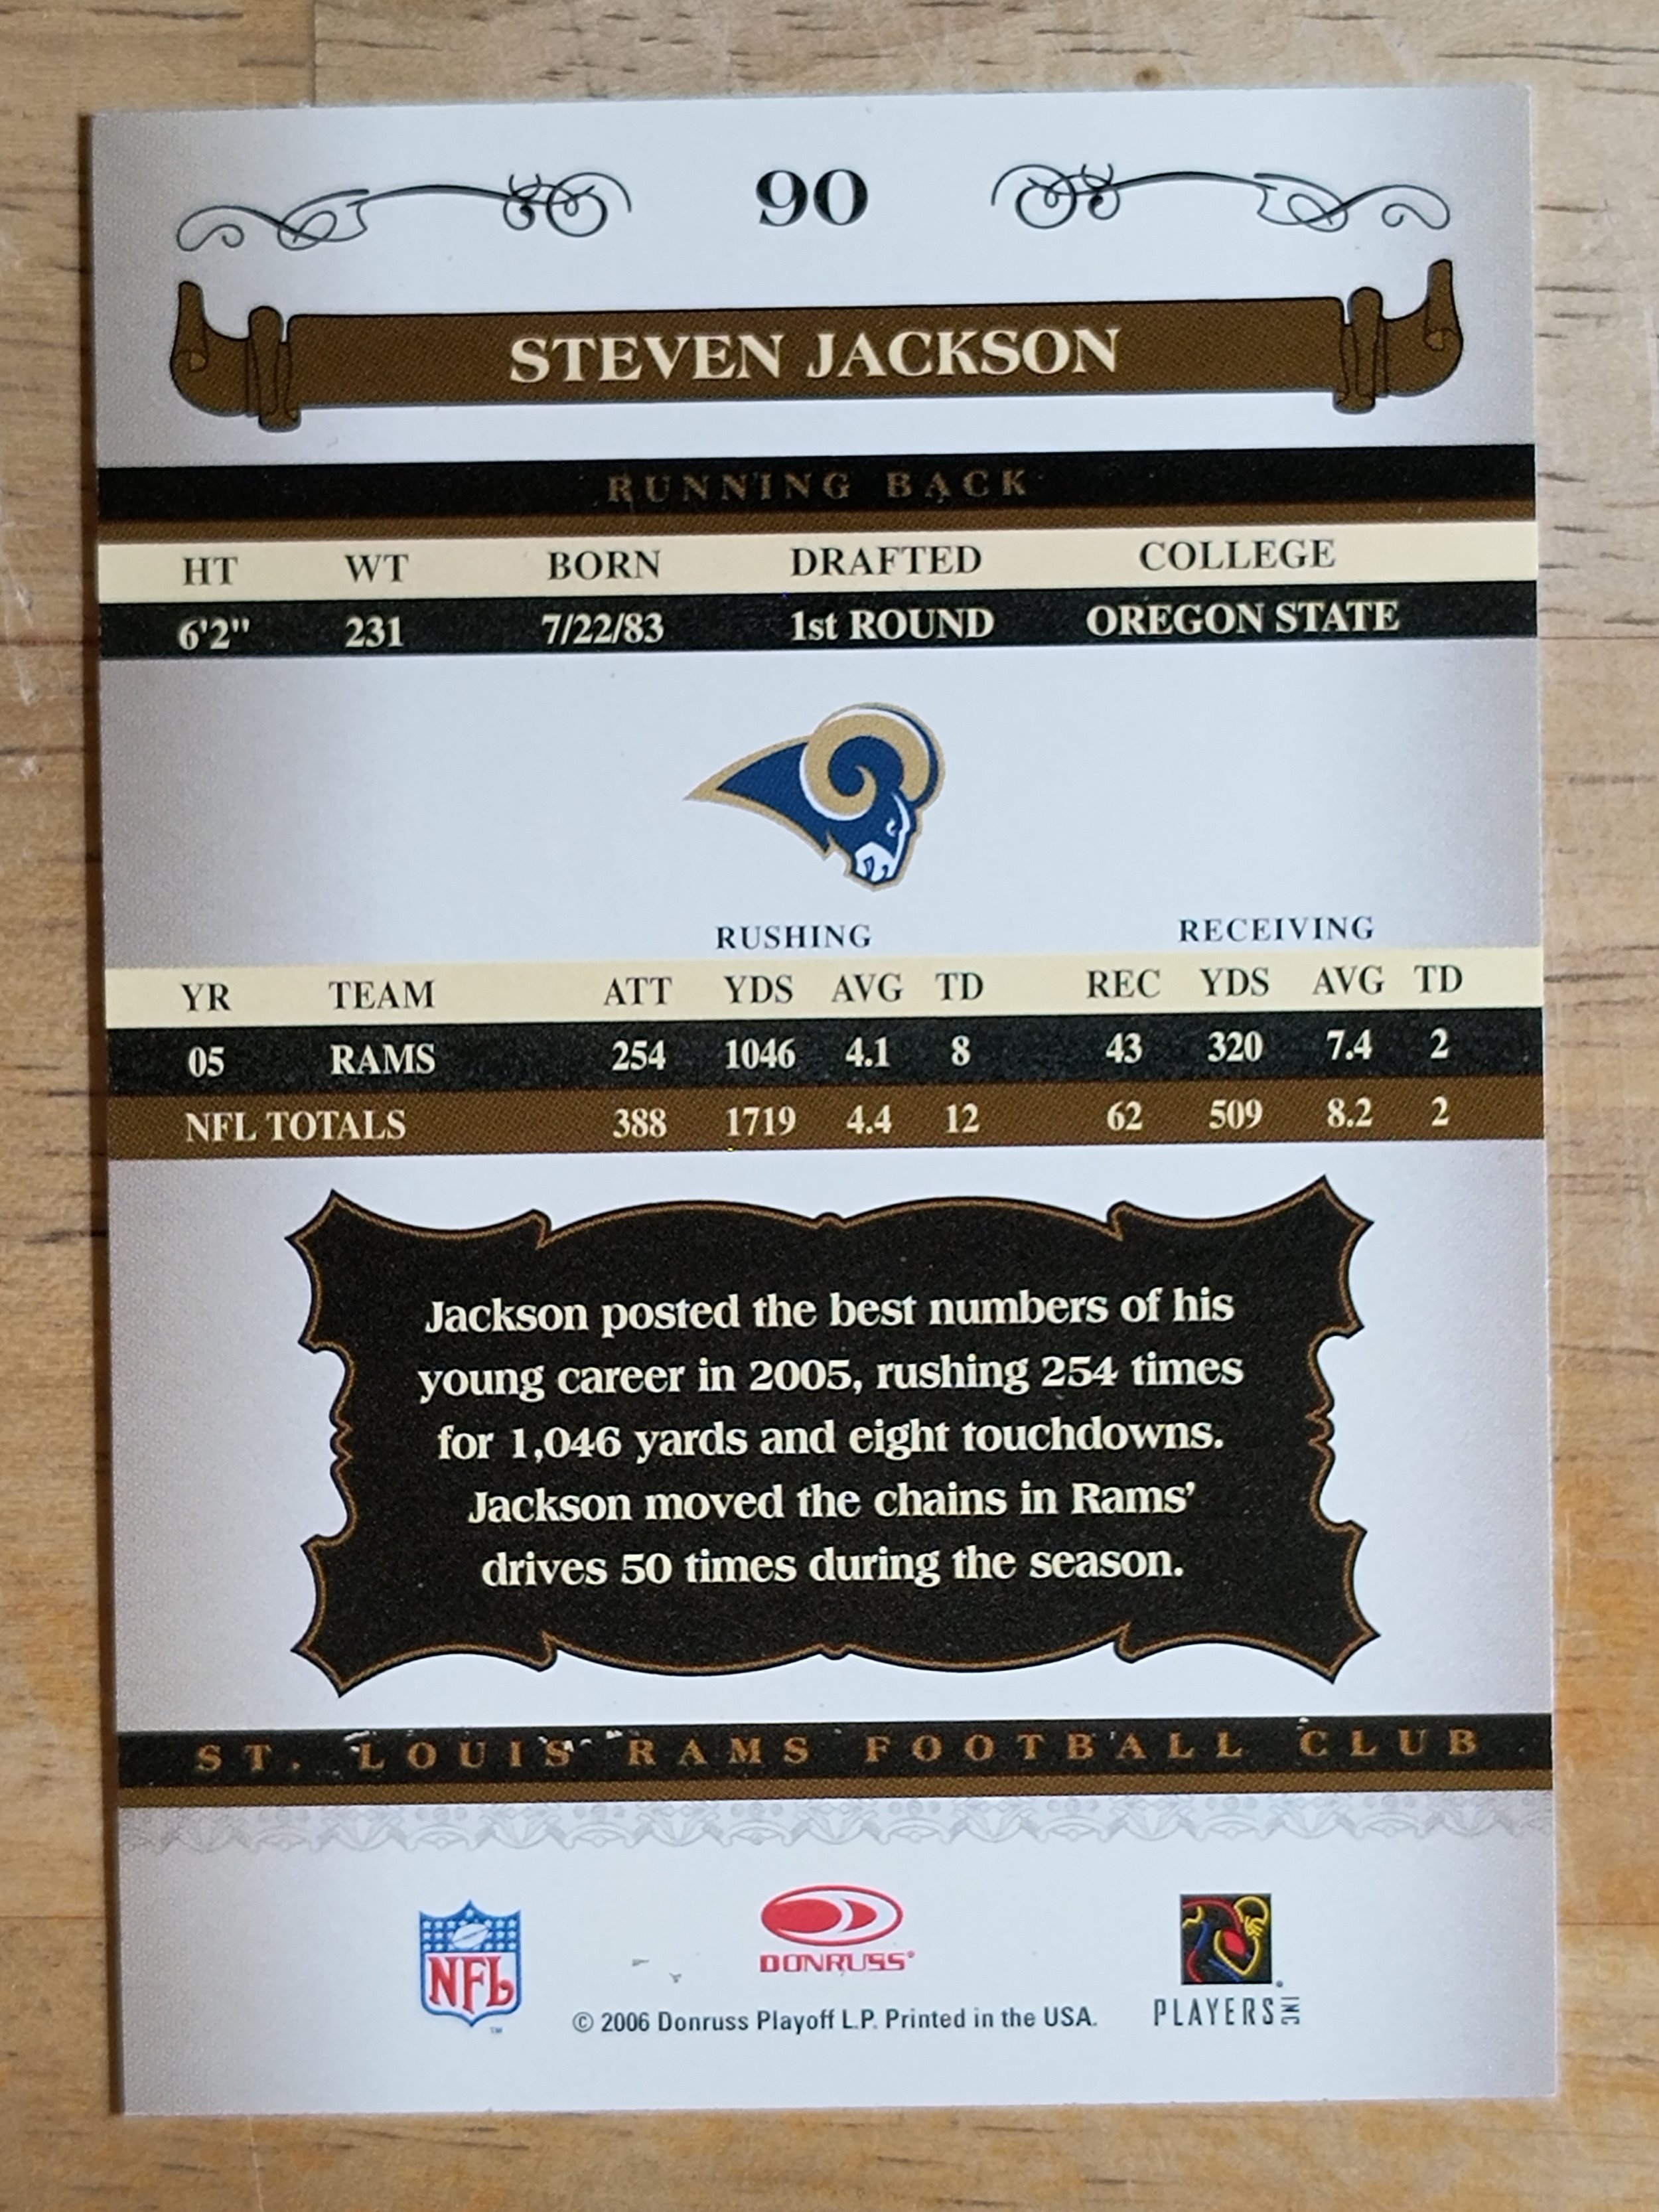 90
STEVEN JACKSON
RUNNING BACK
HT WT BORN DRAFTED COLLEGE
6'2" 231 7/22/83 1st ROUND OREGON STATE
RUSHING RECEIVING
YR TEAM ATT YDS AVG TD REC YDS AVG TD
05 RAMS 254 1046 4.1 8 43 320 7.4 2
NFL TOTALS 388 1719 4.4 12 62 509 8.2 2
Jackson posted the best numbers of his
young career in 2005, rushing 254 times
for 1,046 yards and eight touchdowns.
Jackson moved the chains in Rams'
drives 50 times during the season.
ST. LOUIS RAMS FOOTBALL CLUB
NFL ™
DONRUSS®
© 2006 Donruss Playoff L.P. Printed in the USA.
PLAYERS INC